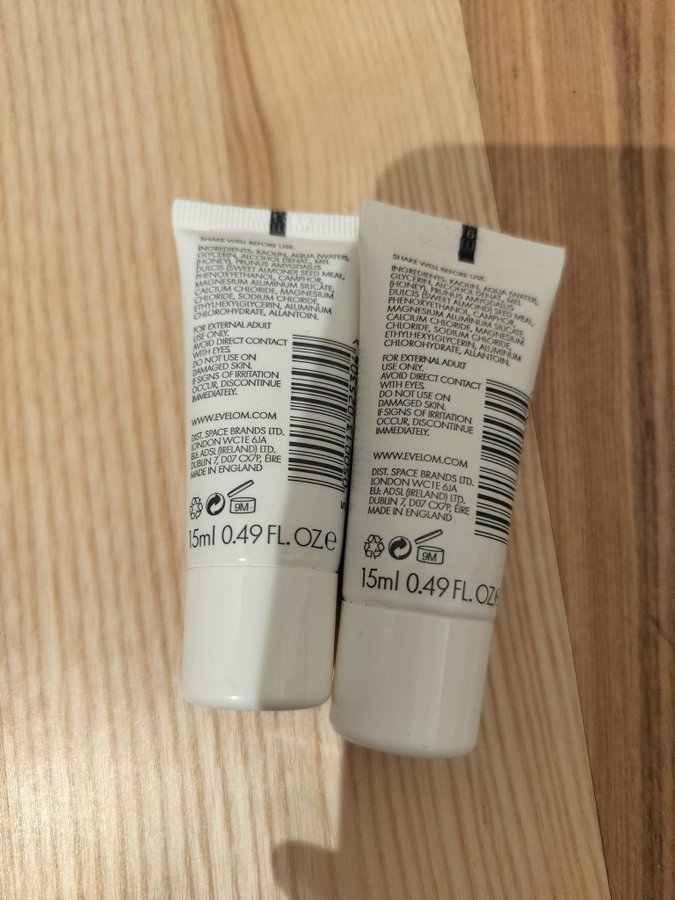 SHAKE WELL BEFORE USE.
INGREDIENTS: KAOLIN, AQUA (WATER),
GLYCERIN, ALCOHOL DENAT., MEL
(HONEY), PRUNUS AMYGDALUS
DULCIS (SWEET ALMOND) SEED MEAL,
PHENOXYETHANOL, CAMPHOR,
MAGNESIUM ALUMINUM SILICATE,
CALCIUM CHLORIDE, MAGNESIUM
CHLORIDE, SODIUM CHLORIDE,
ETHYLHEXYLGLYCERIN, ALUMINUM
CHLOROHYDRATE, ALLANTOIN.
FOR EXTERNAL ADULT
USE ONLY.
AVOID DIRECT CONTACT
WITH EYES.
DO NOT USE ON
DAMAGED SKIN.
IF SIGNS OF IRRITATION
OCCUR, DISCONTINUE
IMMEDIATELY.
WWW.EVELOM.COM
DIST. SPACE BRANDS LTD.
LONDON WC1E 6JA
EU: ADSL (IRELAND) LTD.
DUBLIN 7, D07 CX7P, ÉIRE
MADE IN ENGLAND
9M
15ml 0.49 FL. OZ e
SHAKE WELL BEFORE USE.
INGREDIENTS: KAOLIN, AQUA (WATER),
GLYCERIN, ALCOHOL DENAT., MEL
(HONEY), PRUNUS AMYGDALUS
DULCIS (SWEET ALMOND) SEED MEAL,
PHENOXYETHANOL, CAMPHOR,
MAGNESIUM ALUMINUM SILICATE,
CALCIUM CHLORIDE, MAGNESIUM
CHLORIDE, SODIUM CHLORIDE,
ETHYLHEXYLGLYCERIN, ALUMINUM
CHLOROHYDRATE, ALLANTOIN.
FOR EXTERNAL ADULT
USE ONLY.
AVOID DIRECT CONTACT
WITH EYES.
DO NOT USE ON
DAMAGED SKIN.
IF SIGNS OF IRRITATION
OCCUR, DISCONTINUE
IMMEDIATELY.
WWW.EVELOM.COM
DIST. SPACE BRANDS LTD.
LONDON WC1E 6JA
EU: ADSL (IRELAND) LTD.
DUBLIN 7, D07 CX7P, ÉIRE
MADE IN ENGLAND
9M
15ml 0.49 FL. OZ e